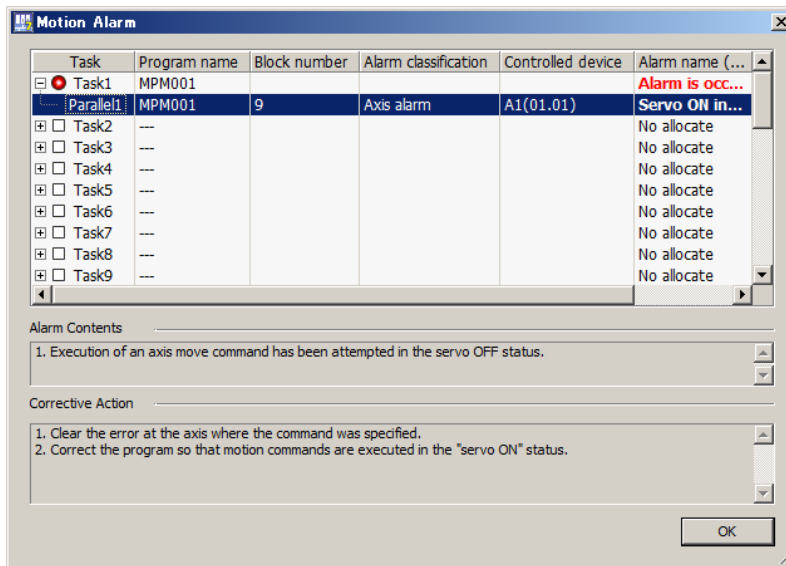 Motion Alarm
Task Program name Block number Alarm classification Controlled device Alarm name (...
Task1 MPM001 Alarm is occ...
Parallel1 MPM001 9 Axis alarm A1(01.01) Servo ON in...
Task2 --- No allocate
Task3 --- No allocate
Task4 --- No allocate
Task5 --- No allocate
Task6 --- No allocate
Task7 --- No allocate
Task8 --- No allocate
Task9 --- No allocate
Alarm Contents
1. Execution of an axis move command has been attempted in the servo OFF status.
Corrective Action
1. Clear the error at the axis where the command was specified.
2. Correct the program so that motion commands are executed in the "servo ON" status.
OK